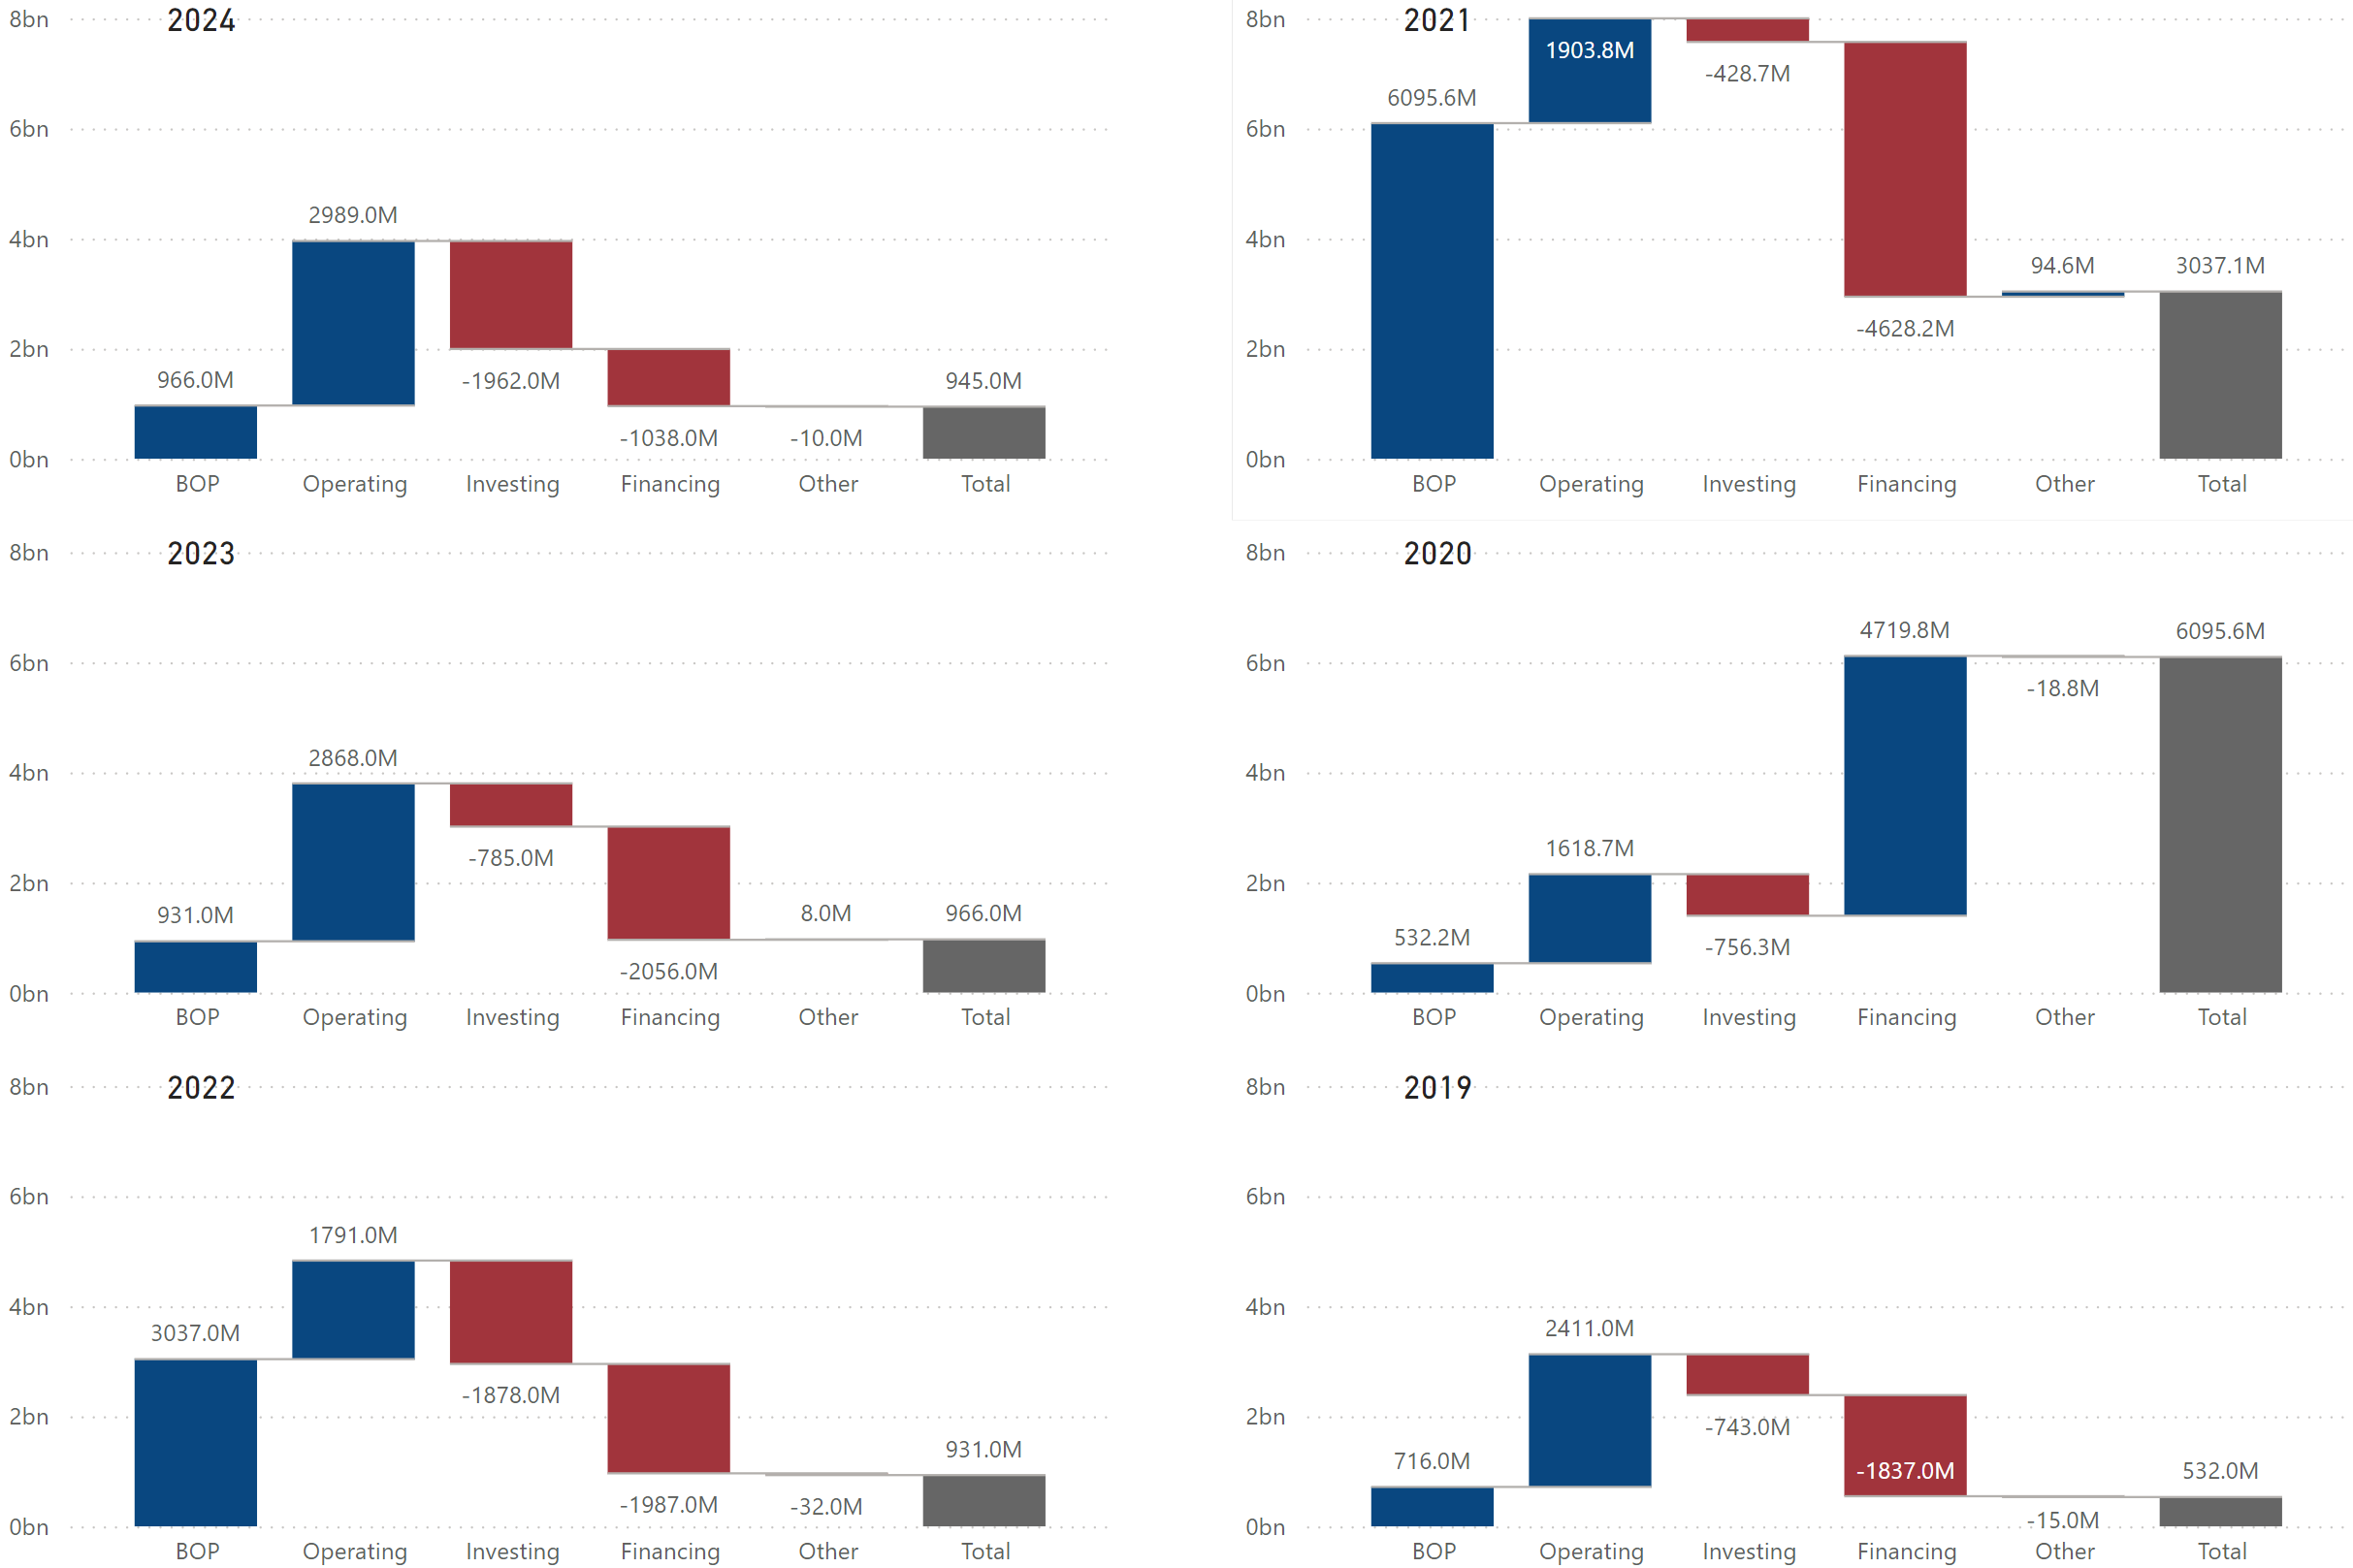 2024
8bn
6bn
4bn
2bn
0bn
966.0M
2989.0M
-1962.0M
-1038.0M
-10.0M
945.0M
BOP Operating Investing Financing Other Total
2023
8bn
6bn
4bn
2bn
0bn
931.0M
2868.0M
-785.0M
-2056.0M
8.0M
966.0M
BOP Operating Investing Financing Other Total
2022
8bn
6bn
4bn
2bn
0bn
3037.0M
1791.0M
-1878.0M
-1987.0M
-32.0M
931.0M
BOP Operating Investing Financing Other Total
2021
8bn
6bn
4bn
2bn
0bn
6095.6M
1903.8M
-428.7M
-4628.2M
94.6M
3037.1M
BOP Operating Investing Financing Other Total
2020
8bn
6bn
4bn
2bn
0bn
532.2M
1618.7M
-756.3M
4719.8M
-18.8M
6095.6M
BOP Operating Investing Financing Other Total
2019
8bn
6bn
4bn
2bn
0bn
716.0M
2411.0M
-743.0M
-1837.0M
-15.0M
532.0M
BOP Operating Investing Financing Other Total